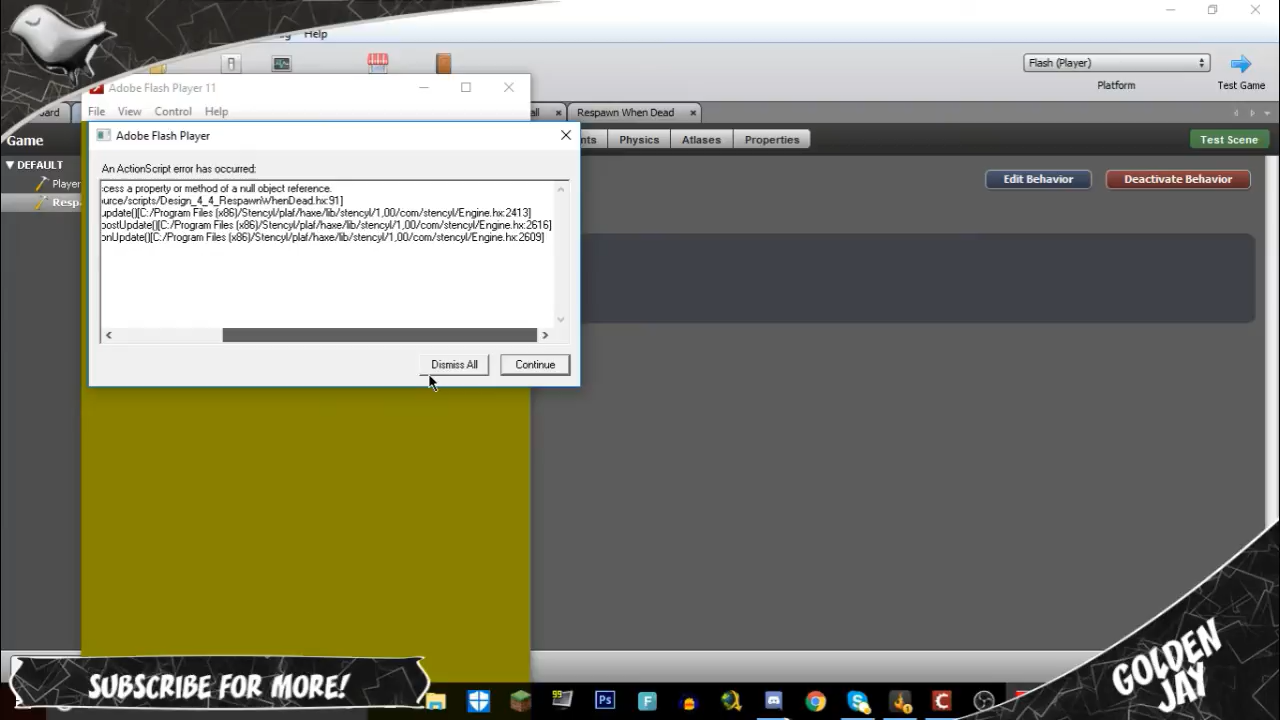 Help
Flash (Player)
Platform
Test Game
Adobe Flash Player 11
Respawn When Dead
File View Control Help
Game
Adobe Flash Player
Physics Atlases Properties
Test Scene
DEFAULT
An ActionScript error has occurred:
Player
Edit Behavior
Deactivate Behavior
Resp
:cess a property or method of a null object reference.
ource/scripts/Design_4_4_RespawnWhenDead.hx:91]
update()[C:/Program Files (x86)/Stencyl/plaf/haxe/lib/stencyl/1,00/com/stencyl/Engine.hx:2413]
postUpdate()[C:/Program Files (x86)/Stencyl/plaf/haxe/lib/stencyl/1,00/com/stencyl/Engine.hx:2616]
onUpdate()[C:/Program Files (x86)/Stencyl/plaf/haxe/lib/stencyl/1,00/com/stencyl/Engine.hx:2609]
Dismiss All
Continue
SUBSCRIBE FOR MORE!
GOLDEN
JAY